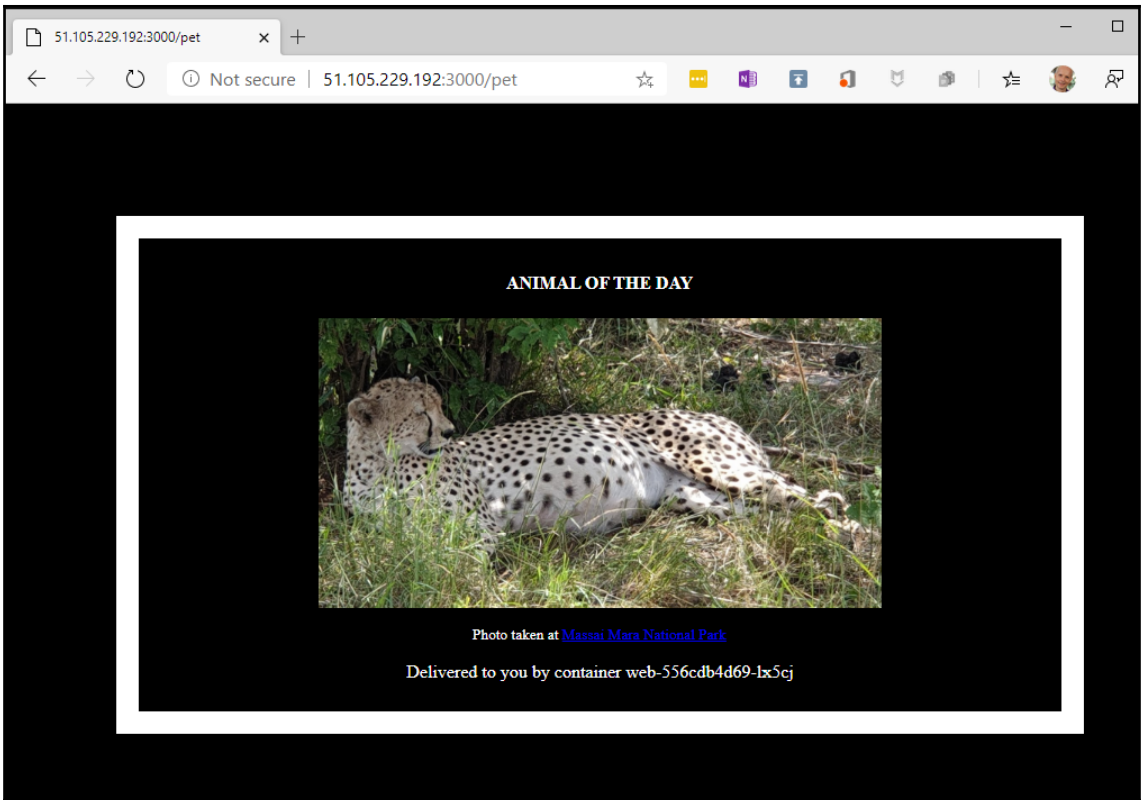 51.105.229.192:3000/pet
Not secure | 51.105.229.192:3000/pet
ANIMAL OF THE DAY
Photo taken at Massai Mara National Park
Delivered to you by container web-556cdb4d69-lx5cj